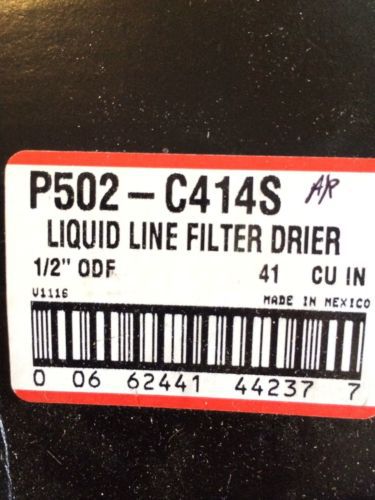 P502-C414S A/R
LIQUID LINE FILTER DRIER
1/2" ODF 41 CU IN
V1116 MADE IN MEXICO
0 06 62441 44237 7